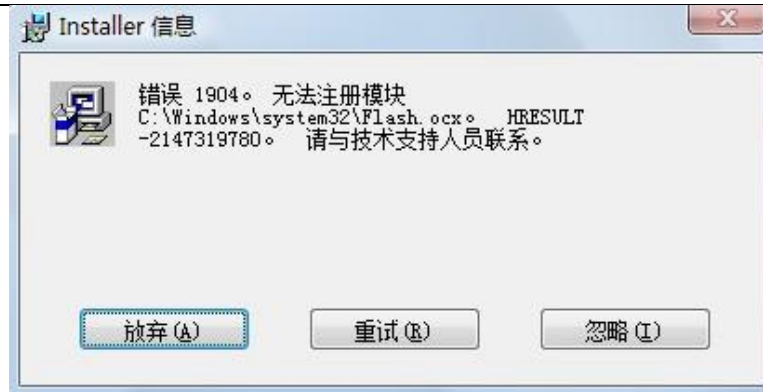 Installer 信息
错误 1904。 无法注册模块
C:\Windows\system32\Flash.ocx。 HRESULT
-2147319780。 请与技术支持人员联系。
放弃(A)
重试(R)
忽略(I)